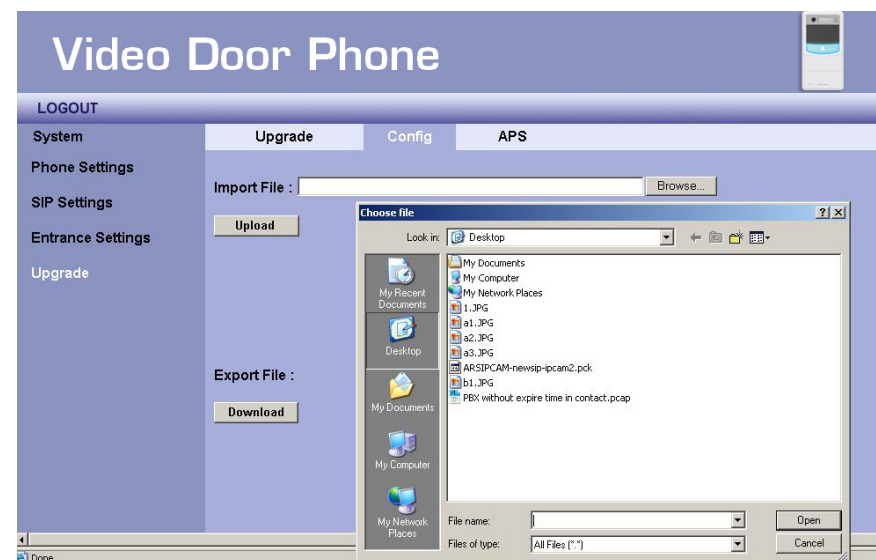 Video Door Phone
LOGOUT
System
Upgrade Config APS
Phone Settings
SIP Settings
Entrance Settings
Upgrade
Import File : Browse...
Upload
Export File :
Download
Choose file
Look in: Desktop
My Recent
Documents
Desktop
My Documents
My Computer
My Network
Places
My Documents
My Computer
My Network Places
1.JPG
a1.JPG
a2.JPG
a3.JPG
ARSIPCAM-newsip-ipcam2.pck
b1.JPG
PBX without expire time in contact.pcap
File name: Open
Files of type: All Files (*.*) Cancel
Done